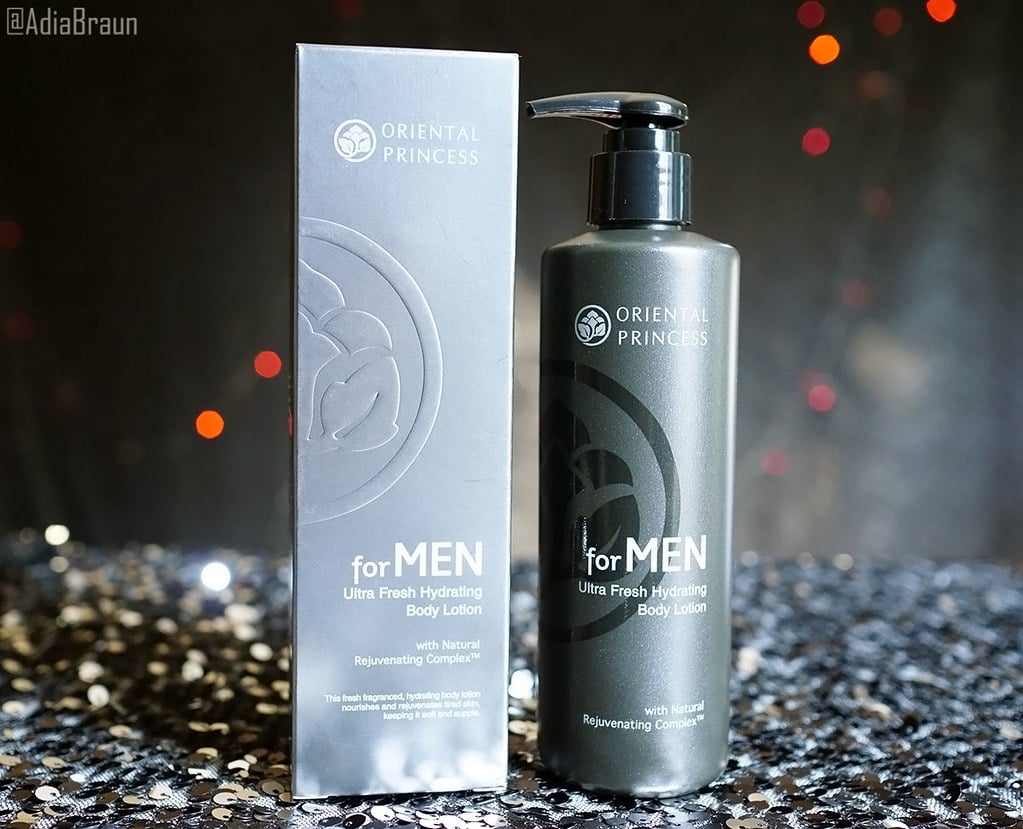 @AdiaBraun
ORIENTAL
PRINCESS
for MEN
Ultra Fresh Hydrating
Body Lotion
with Natural
Rejuvenating Complex™
This fresh fragranced, hydrating body lotion
nourishes and rejuvenates tired skin,
keeping it soft and supple.
ORIENTAL
PRINCESS
for MEN
Ultra Fresh Hydrating
Body Lotion
with Natural
Rejuvenating Complex™